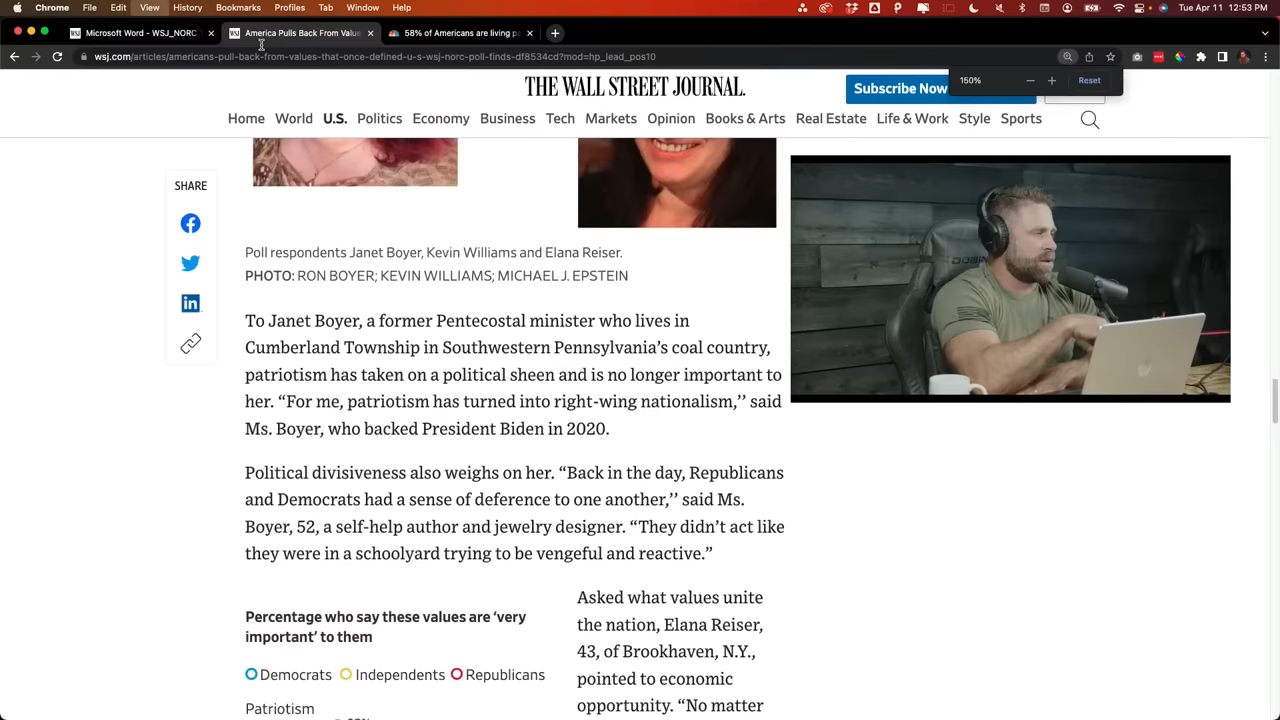 Chrome File Edit View History Bookmarks Profiles Tab Window Help Tue Apr 11 12:53 PM
Microsoft Word - WSJ_NORC
America Pulls Back From Value
58% of Americans are living pa
wsj.com/articles/americans-pull-back-from-values-that-once-defined-u-s-wsj-norc-poll-finds-df8534cd?mod=hp_lead_pos10
150% Reset
THE WALL STREET JOURNAL.
Subscribe Now
Home World U.S. Politics Economy Business Tech Markets Opinion Books & Arts Real Estate Life & Work Style Sports
SHARE
Poll respondents Janet Boyer, Kevin Williams and Elana Reiser.
PHOTO: RON BOYER; KEVIN WILLIAMS; MICHAEL J. EPSTEIN
To Janet Boyer, a former Pentecostal minister who lives in
Cumberland Township in Southwestern Pennsylvania’s coal country,
patriotism has taken on a political sheen and is no longer important to
her. “For me, patriotism has turned into right-wing nationalism,’’ said
Ms. Boyer, who backed President Biden in 2020.
Political divisiveness also weighs on her. “Back in the day, Republicans
and Democrats had a sense of deference to one another,’’ said Ms.
Boyer, 52, a self-help author and jewelry designer. “They didn’t act like
they were in a schoolyard trying to be vengeful and reactive.”
Percentage who say these values are ‘very
important’ to them
Democrats Independents Republicans
Patriotism
Asked what values unite
the nation, Elana Reiser,
43, of Brookhaven, N.Y.,
pointed to economic
opportunity. “No matter